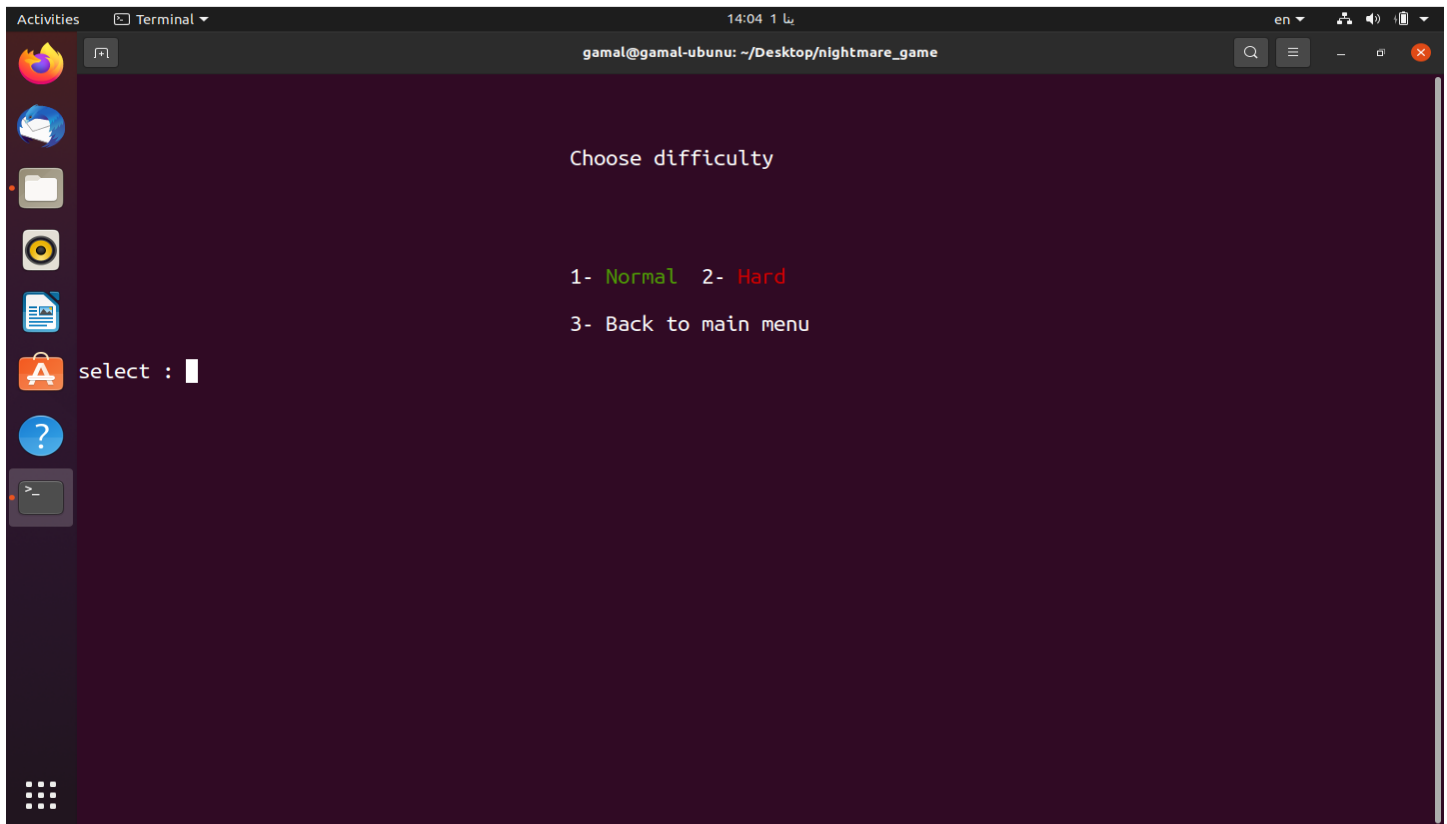 Activities Terminal 14:04 1 ينا en
gamal@gamal-ubunu: ~/Desktop/nightmare_game
Choose difficulty
1- Normal 2- Hard
3- Back to main menu
select :